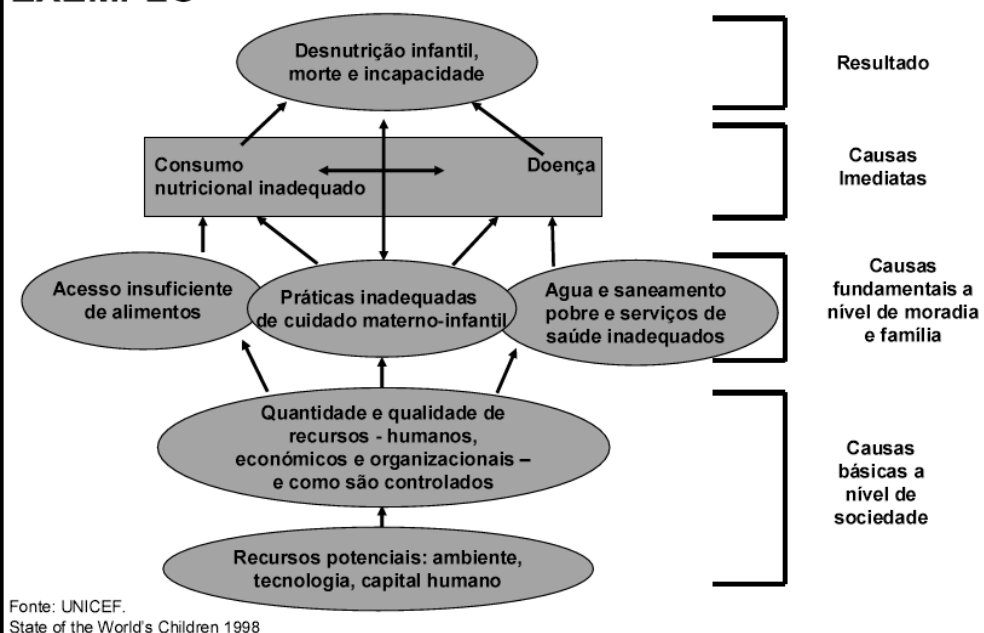 Desnutrição infantil,
morte e incapacidade
Resultado
Consumo
nutricional inadequado
Doença
Causas
Imediatas
Acesso insuficiente
de alimentos
Práticas inadequadas
de cuidado materno-infantil
Agua e saneamento
pobre e serviços de
saúde inadequados
Causas
fundamentais a
nível de moradia
e família
Quantidade e qualidade de
recursos - humanos,
económicos e organizacionais –
e como são controlados
Causas
básicas a
nível de
sociedade
Recursos potenciais: ambiente,
tecnologia, capital humano
Fonte: UNICEF.
State of the World's Children 1998